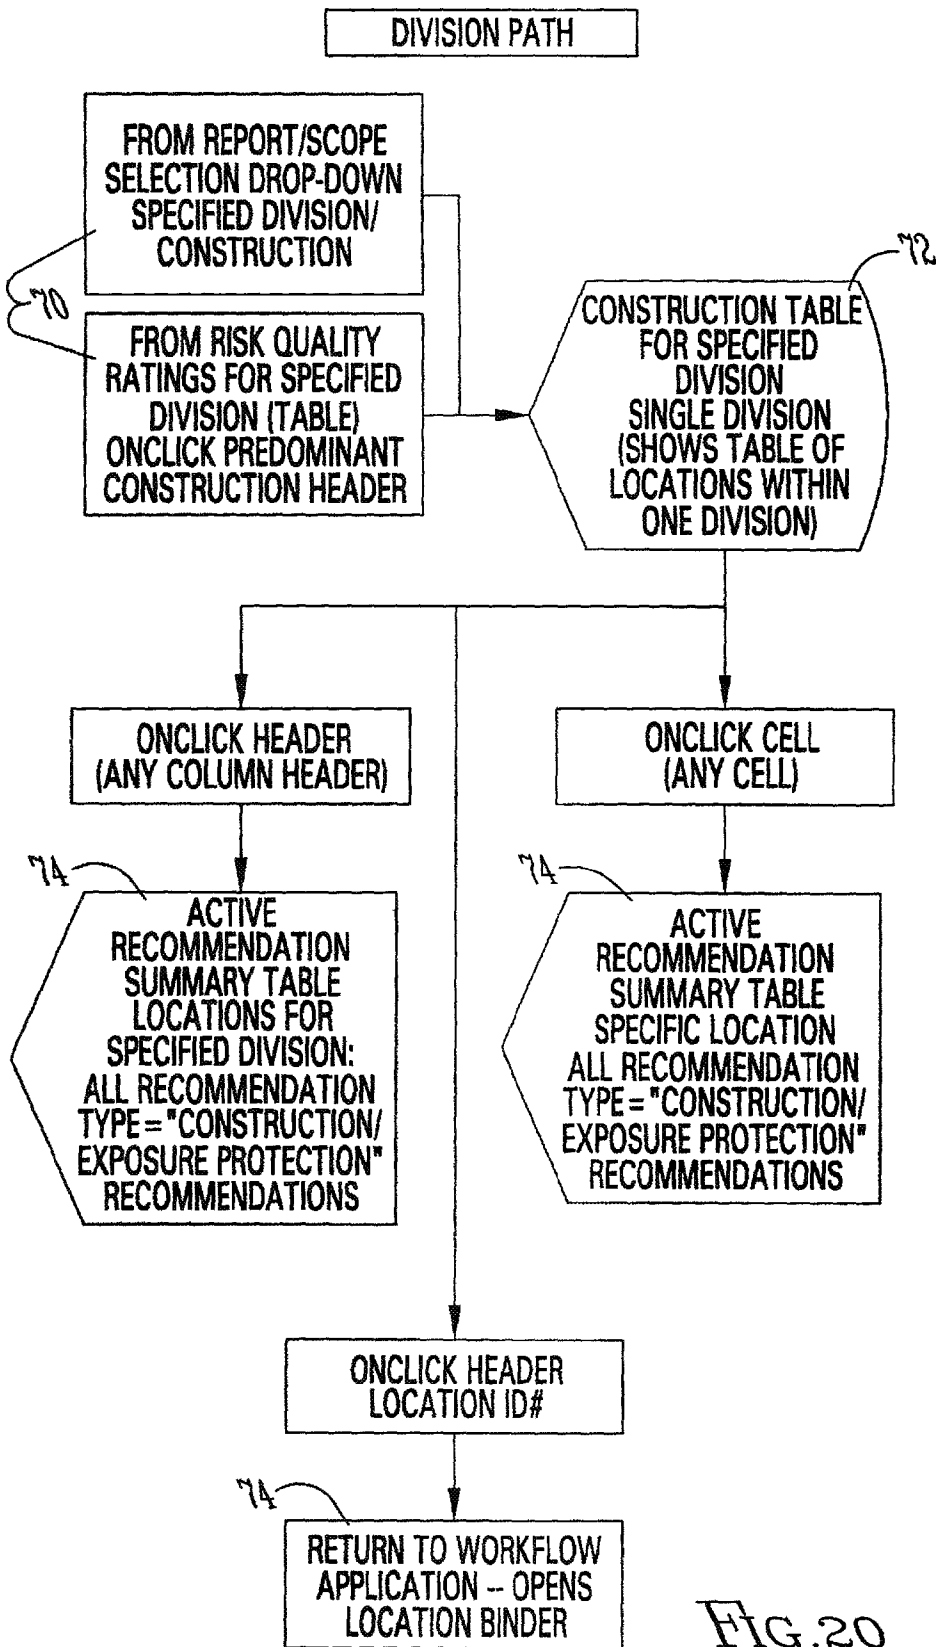 DIVISION PATH
FROM REPORT/SCOPE
SELECTION DROP-DOWN
SPECIFIED DIVISION/
CONSTRUCTION
70
FROM RISK QUALITY
RATINGS FOR SPECIFIED
DIVISION (TABLE)
ONCLICK PREDOMINANT
CONSTRUCTION HEADER
72
CONSTRUCTION TABLE
FOR SPECIFIED
DIVISION
SINGLE DIVISION
(SHOWS TABLE OF
LOCATIONS WITHIN
ONE DIVISION)
ONCLICK HEADER
(ANY COLUMN HEADER)
ONCLICK CELL
(ANY CELL)
74
ACTIVE
RECOMMENDATION
SUMMARY TABLE
LOCATIONS FOR
SPECIFIED DIVISION:
ALL RECOMMENDATION
TYPE = "CONSTRUCTION/
EXPOSURE PROTECTION"
RECOMMENDATIONS
74
ACTIVE
RECOMMENDATION
SUMMARY TABLE
SPECIFIC LOCATION
ALL RECOMMENDATION
TYPE = "CONSTRUCTION/
EXPOSURE PROTECTION"
RECOMMENDATIONS
ONCLICK HEADER
LOCATION ID#
74
RETURN TO WORKFLOW
APPLICATION -- OPENS
LOCATION BINDER
FIG. 20